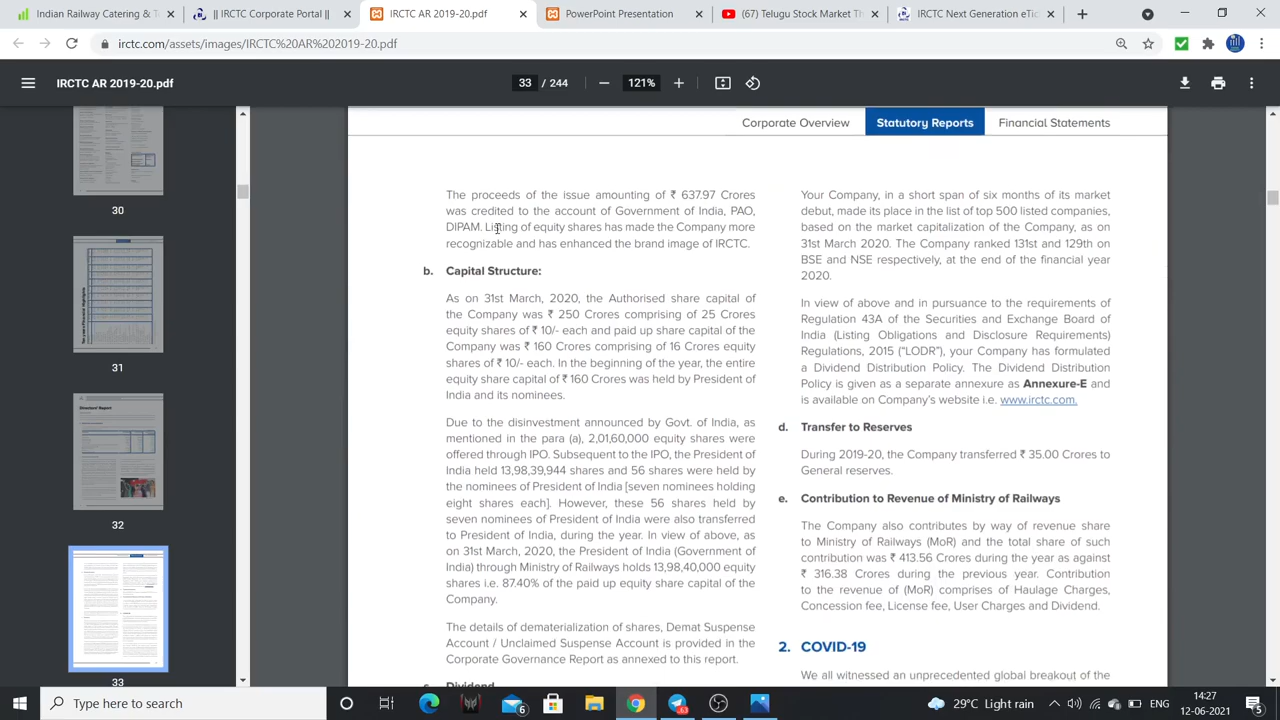 Indian Railway Catering & To
|| IRCTC Corporate Portal ||
IRCTC AR 2019-20.pdf
PowerPoint Presentation
(67) Telugu Stock Market Th
IRCTC Next Generation eTic
irctc.com/assets/images/IRCTC%20AR%202019-20.pdf
IRCTC AR 2019-20.pdf
33 / 244
121%
Corporate Overview
Statutory Reports
Financial Statements
30
31
32
33
The proceeds of the issue amounting of ₹ 637.97 Crores
was credited to the account of Government of India, PAO,
DIPAM. Listing of equity shares has made the Company more
recognizable and has enhanced the brand image of IRCTC.
b. Capital Structure:
As on 31st March, 2020, the Authorised share capital of
the Company was ₹ 250 Crores comprising of 25 Crores
equity shares of ₹ 10/- each and paid up share capital of the
Company was ₹ 160 Crores comprising of 16 Crores equity
shares of ₹ 10/- each. In the beginning of the year, the entire
equity share capital of ₹ 160 Crores was held by President of
India and its nominees.
Due to the disinvestment announced by Govt. of India, as
mentioned in the para (a), 2,01,60,000 equity shares were
offered through IPO. Subsequent to the IPO, the President of
India held 13,98,39,944 shares and 56 shares were held by
the nominees of President of India [seven nominees holding
eight shares each]. However, these 56 shares held by
seven nominees of President of India were also transferred
to President of India, during the year. In view of above, as
on 31st March, 2020, the President of India (Government of
India) through Ministry of Railways holds 13,98,40,000 equity
shares i.e. 87.40% of the paid up equity share capital of the
Company.
The details of dematerialization of shares, Demat Suspense
Account / Unclaimed Suspense Account is provided in the
Corporate Governance Report as annexed to this report.
c. Dividend
Your Company, in a short span of six months of its market
debut, made its place in the list of top 500 listed companies,
based on the market capitalization of the Company, as on
31st March 2020. The Company ranked 131st and 129th on
BSE and NSE respectively, at the end of the financial year
2020.
In view of above and in pursuance to the requirements of
Regulation 43A of the Securities and Exchange Board of
India (Listing Obligations and Disclosure Requirements)
Regulations, 2015 (“LODR”), your Company has formulated
a Dividend Distribution Policy. The Dividend Distribution
Policy is given as a separate annexure as Annexure-E and
is available on Company’s website i.e. www.irctc.com.
d. Transfer to Reserves
During 2019-20, the Company transferred ₹ 35.00 Crores to
General reserves.
e. Contribution to Revenue of Ministry of Railways
The Company also contributes by way of revenue share
to Ministry of Railways (MoR) and the total share of such
contribution was ₹ 413.56 Crores during the year as against
₹ 316.38 Crores during the previous year. Contribution
to the revenue of (MoR) comprises of Haulage Charges,
Concession fee, License fee, User Charges and Dividend.
2. COVID-19
We all witnessed an unprecedented global breakout of the
Type here to search
6
63
29°C Light rain
ENG
14:27
12-06-2021
5